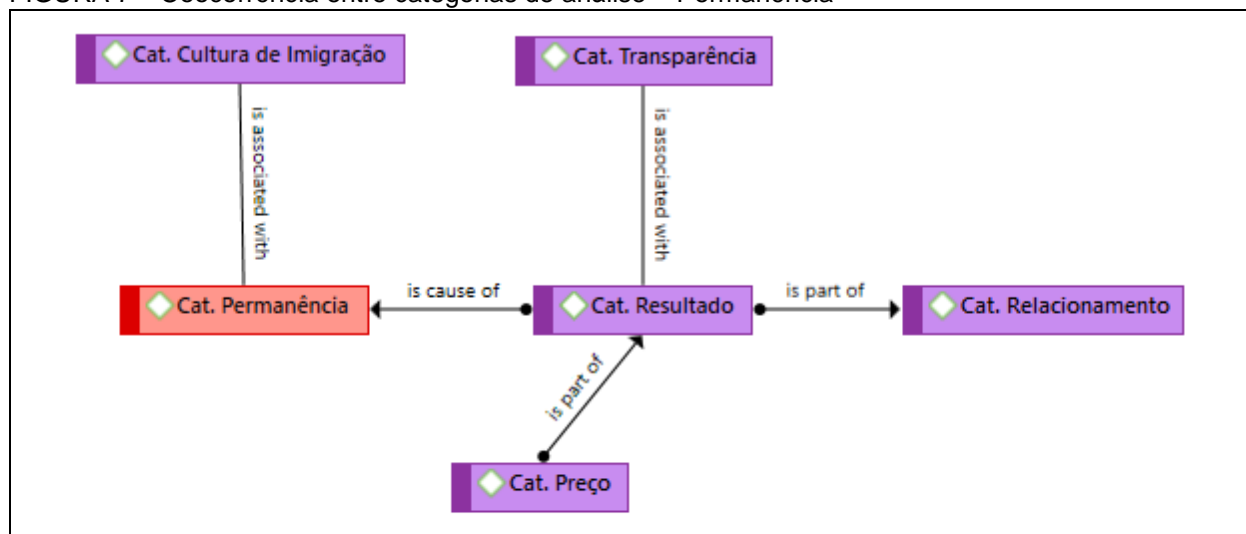 Cat. Cultura de Imigração
Cat. Transparência
is associated with
is associated with
Cat. Permanência
is cause of
Cat. Resultado
is part of
Cat. Relacionamento
is part of
Cat. Preço